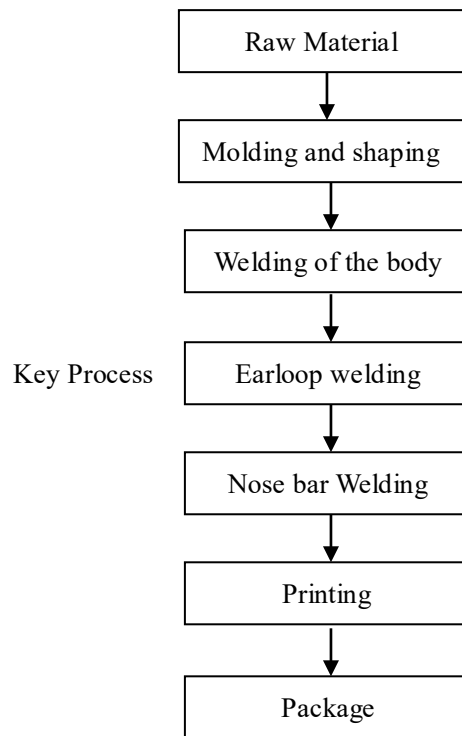 Raw Material
Molding and shaping
Welding of the body
Key Process
Earloop welding
Nose bar Welding
Printing
Package